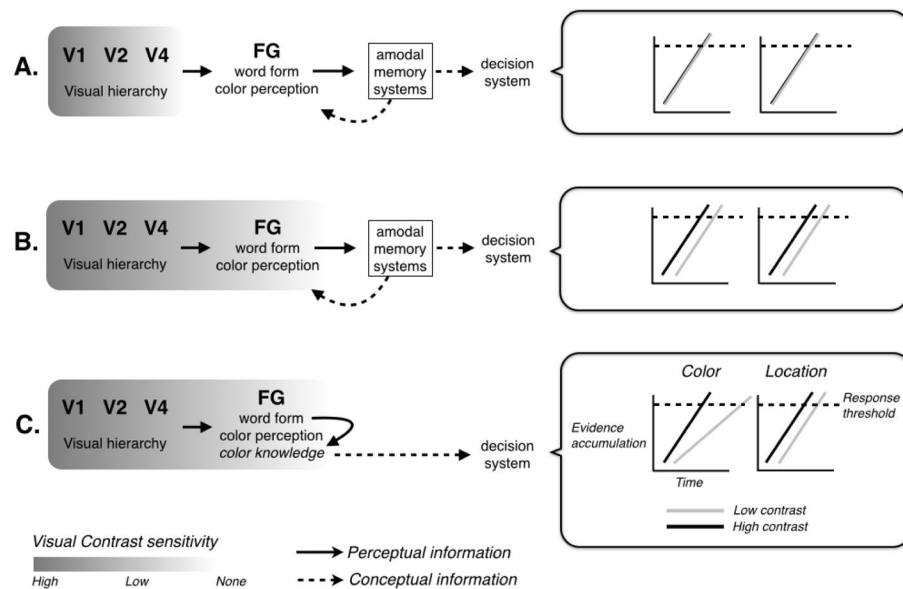 A.
V1 V2 V4
Visual hierarchy
FG
word form
color perception
amodal
memory
systems
decision
system
B.
V1 V2 V4
Visual hierarchy
FG
word form
color perception
amodal
memory
systems
decision
system
C.
V1 V2 V4
Visual hierarchy
FG
word form
color perception
color knowledge
decision
system
Color
Location
Evidence
accumulation
Response
threshold
Time
Low contrast
High contrast
Visual Contrast sensitivity
High Low None
Perceptual information
Conceptual information